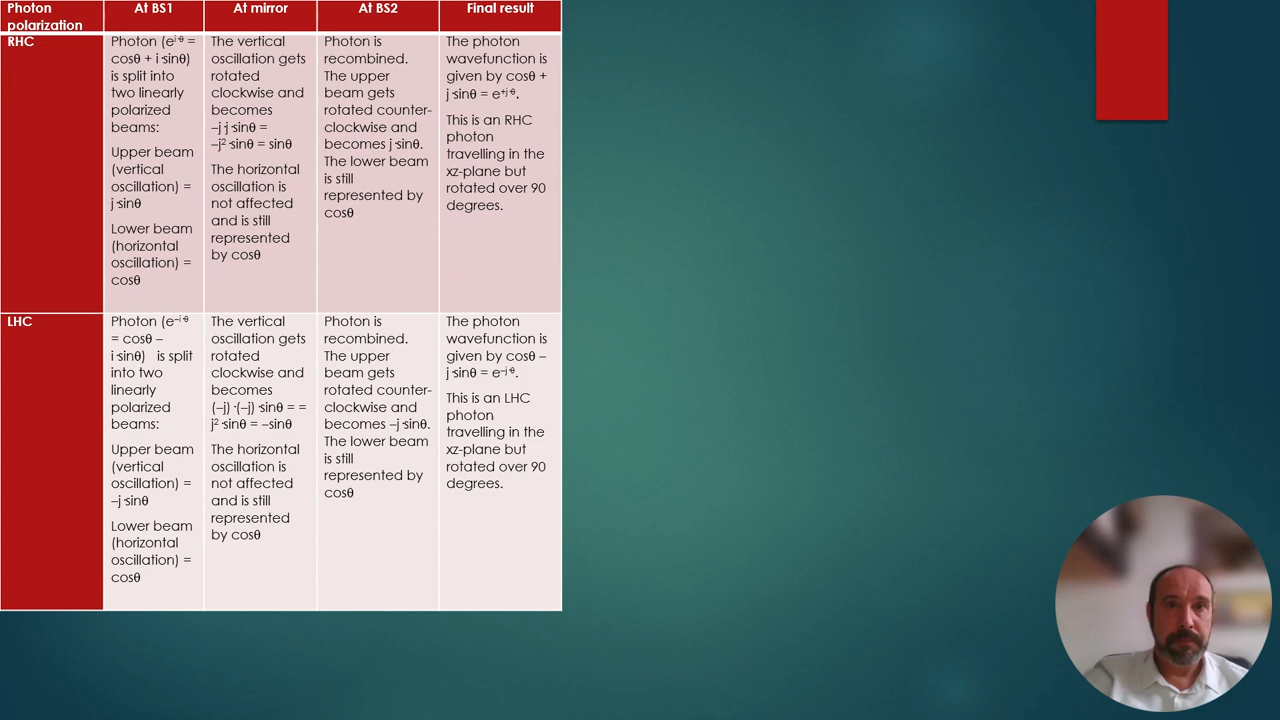 Photon polarization
At BS1
At mirror
At BS2
Final result
RHC
Photon (e^i·θ =
cosθ + i·sinθ)
is split into
two linearly
polarized
beams:
Upper beam
(vertical
oscillation) =
j·sinθ
Lower beam
(horizontal
oscillation) =
cosθ
The vertical
oscillation gets
rotated
clockwise and
becomes
–j·j·sinθ =
–j²·sinθ = sinθ
The horizontal
oscillation is
not affected
and is still
represented
by cosθ
Photon is
recombined.
The upper
beam gets
rotated counter-
clockwise and
becomes j·sinθ.
The lower beam
is still
represented by
cosθ
The photon
wavefunction is
given by cosθ +
j·sinθ = e^+j·θ.
This is an RHC
photon
travelling in the
xz-plane but
rotated over 90
degrees.
LHC
Photon (e^–i·θ
= cosθ –
i·sinθ) is split
into two
linearly
polarized
beams:
Upper beam
(vertical
oscillation) =
–j·sinθ
Lower beam
(horizontal
oscillation) =
cosθ
The vertical
oscillation gets
rotated
clockwise and
becomes
(–j)·(–j)·sinθ = =
j²·sinθ = –sinθ
The horizontal
oscillation is
not affected
and is still
represented
by cosθ
Photon is
recombined.
The upper
beam gets
rotated counter-
clockwise and
becomes –j·sinθ.
The lower beam
is still
represented by
cosθ
The photon
wavefunction is
given by cosθ –
j·sinθ = e^–j·θ.
This is an LHC
photon
travelling in the
xz-plane but
rotated over 90
degrees.